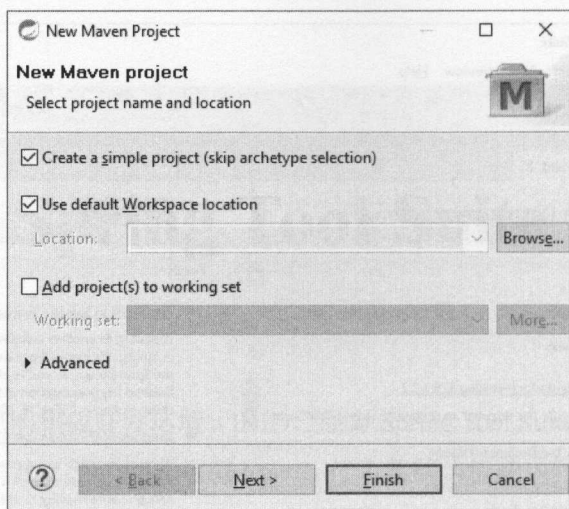 New Maven Project
New Maven project
Select project name and location
M
Create a simple project (skip archetype selection)
Use default Workspace location
Location: Browse...
Add project(s) to working set
Working set: More...
Advanced
? < Back Next > Finish Cancel